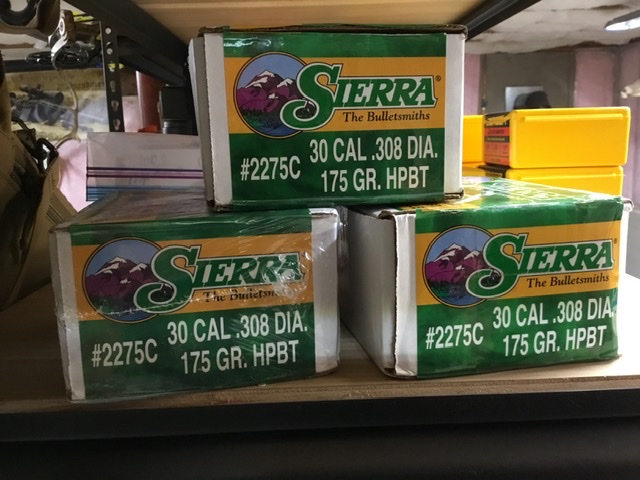 SIERRA®
The Bulletsmiths
#2275C
30 CAL .308 DIA.
175 GR. HPBT
SIERRA
The Bulletsm
#2275C
30 CAL .308 DIA.
175 GR. HPBT
SIERRA
The Bulletsmiths
#2275C
30 CAL .308 DIA.
175 GR. HPBT